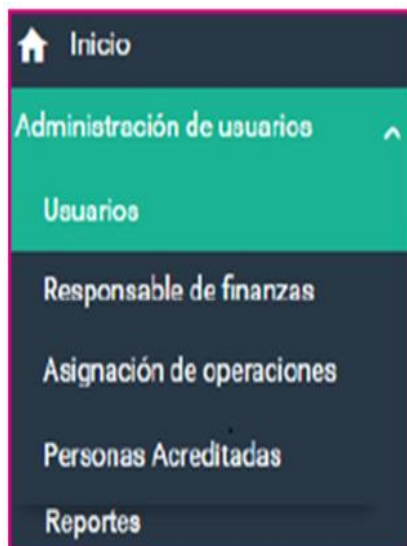 Inicio
Administración de usuarios
Usuarios
Responsable de finanzas
Asignación de operaciones
Personas Acreditadas
Reportes